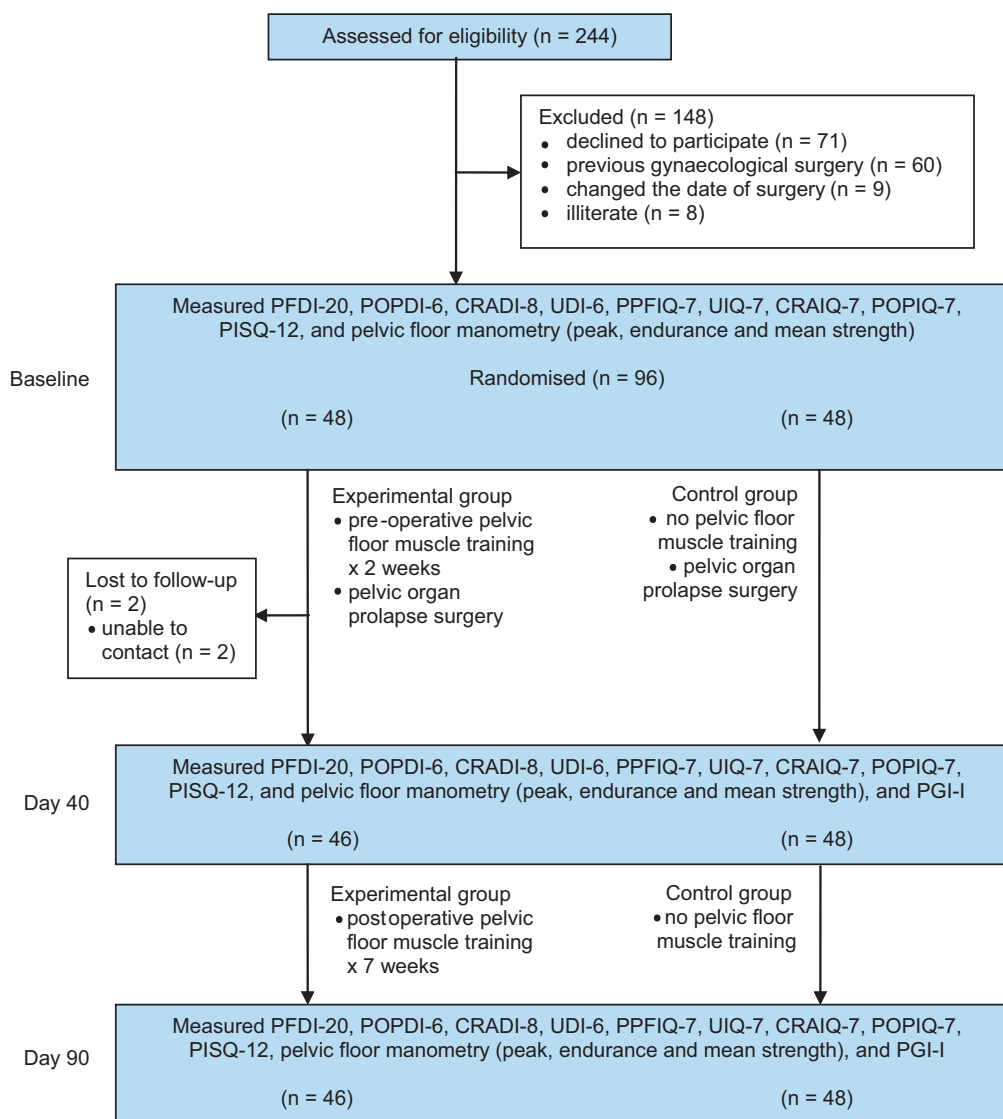 Assessed for eligibility (n = 244)
Excluded (n = 148)
• declined to participate (n = 71)
• previous gynaecological surgery (n = 60)
• changed the date of surgery (n = 9)
• illiterate (n = 8)
Baseline
Measured PFDI-20, POPDI-6, CRADI-8, UDI-6, PPFIQ-7, UIQ-7, CRAIQ-7, POPIQ-7,
PISQ-12, and pelvic floor manometry (peak, endurance and mean strength)
Randomised (n = 96)
(n = 48)
(n = 48)
Experimental group
• pre-operative pelvic
floor muscle training
x 2 weeks
• pelvic organ
prolapse surgery
Control group
• no pelvic floor
muscle training
• pelvic organ
prolapse surgery
Lost to follow-up
(n = 2)
• unable to
contact (n = 2)
Day 40
Measured PFDI-20, POPDI-6, CRADI-8, UDI-6, PPFIQ-7, UIQ-7, CRAIQ-7, POPIQ-7,
PISQ-12, and pelvic floor manometry (peak, endurance and mean strength), and PGI-I
(n = 46)
(n = 48)
Experimental group
• postoperative pelvic
floor muscle training
x 7 weeks
Control group
• no pelvic floor
muscle training
Day 90
Measured PFDI-20, POPDI-6, CRADI-8, UDI-6, PPFIQ-7, UIQ-7, CRAIQ-7, POPIQ-7,
PISQ-12, pelvic floor manometry (peak, endurance and mean strength), and PGI-I
(n = 46)
(n = 48)